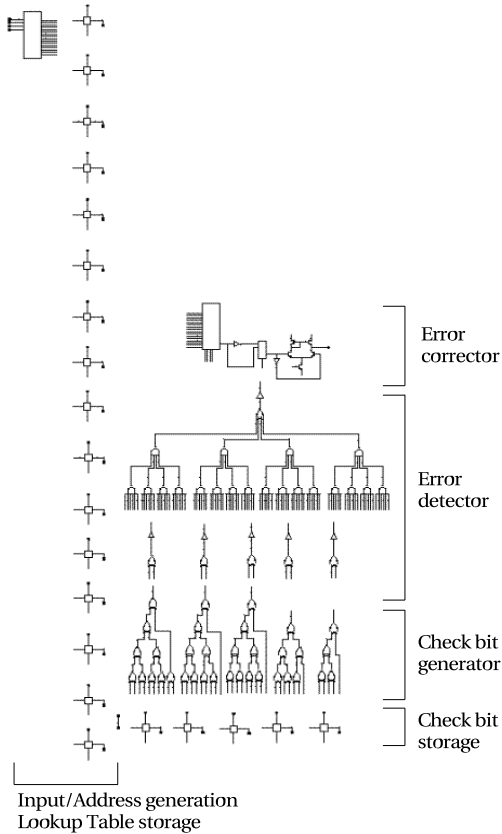 Error
corrector
Error
detector
Check bit
generator
Check bit
storage
Input/Address generation
Lookup Table storage